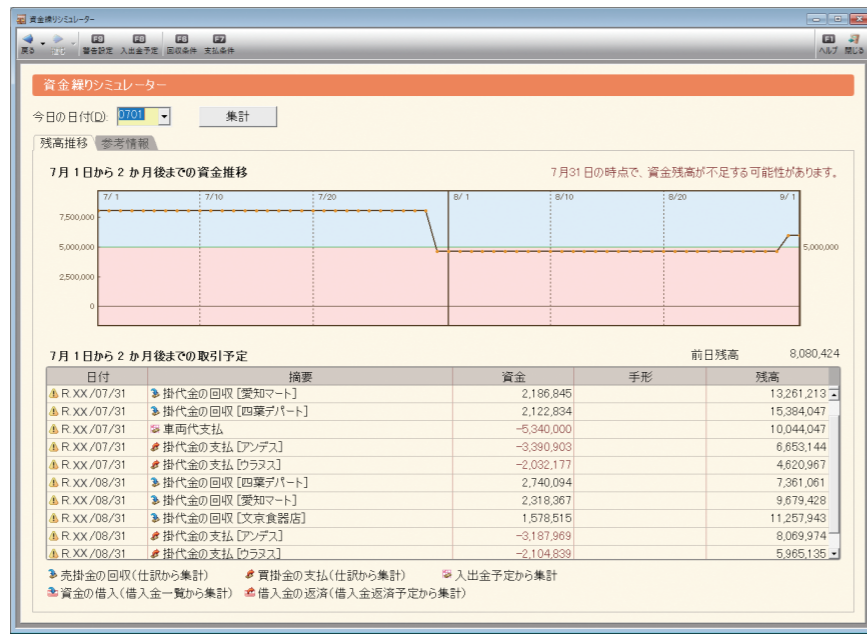 資金繰りシミュレーター
戻る 警告設定 入出金予定 回収条件 支払条件 ヘルプ 閉じる
資金繰りシミュレーター
今日の日付(D): 0701 集計
残高推移 参考情報
7月1日から2か月後までの資金推移 7月31日の時点で、資金残高が不足する可能性があります。
7/ 1 7/10 7/20 8/ 1 8/10 8/20 9/ 1
7,500,000
5,000,000 5,000,000
2,500,000
0
7月1日から2か月後までの取引予定 前日残高 8,080,424
日付 摘要 資金 手形 残高
R.XX/07/31 掛代金の回収 [愛知マート] 2,186,845 13,261,213
R.XX/07/31 掛代金の回収 [四葉デパート] 2,122,834 15,384,047
R.XX/07/31 車両代支払 -5,340,000 10,044,047
R.XX/07/31 掛代金の支払 [アンデス] -3,390,903 6,653,144
R.XX/07/31 掛代金の支払 [ウラヌス] -2,032,177 4,620,967
R.XX/08/31 掛代金の回収 [四葉デパート] 2,740,094 7,361,061
R.XX/08/31 掛代金の回収 [愛知マート] 2,318,367 9,679,428
R.XX/08/31 掛代金の回収 [文京食器店] 1,578,515 11,257,943
R.XX/08/31 掛代金の支払 [アンデス] -3,187,969 8,069,974
R.XX/08/31 掛代金の支払 [ウラヌス] -2,104,839 5,965,135
売掛金の回収(仕訳から集計) 買掛金の支払(仕訳から集計) 入出金予定から集計
資金の借入(借入金一覧から集計) 借入金の返済(借入金返済予定から集計)